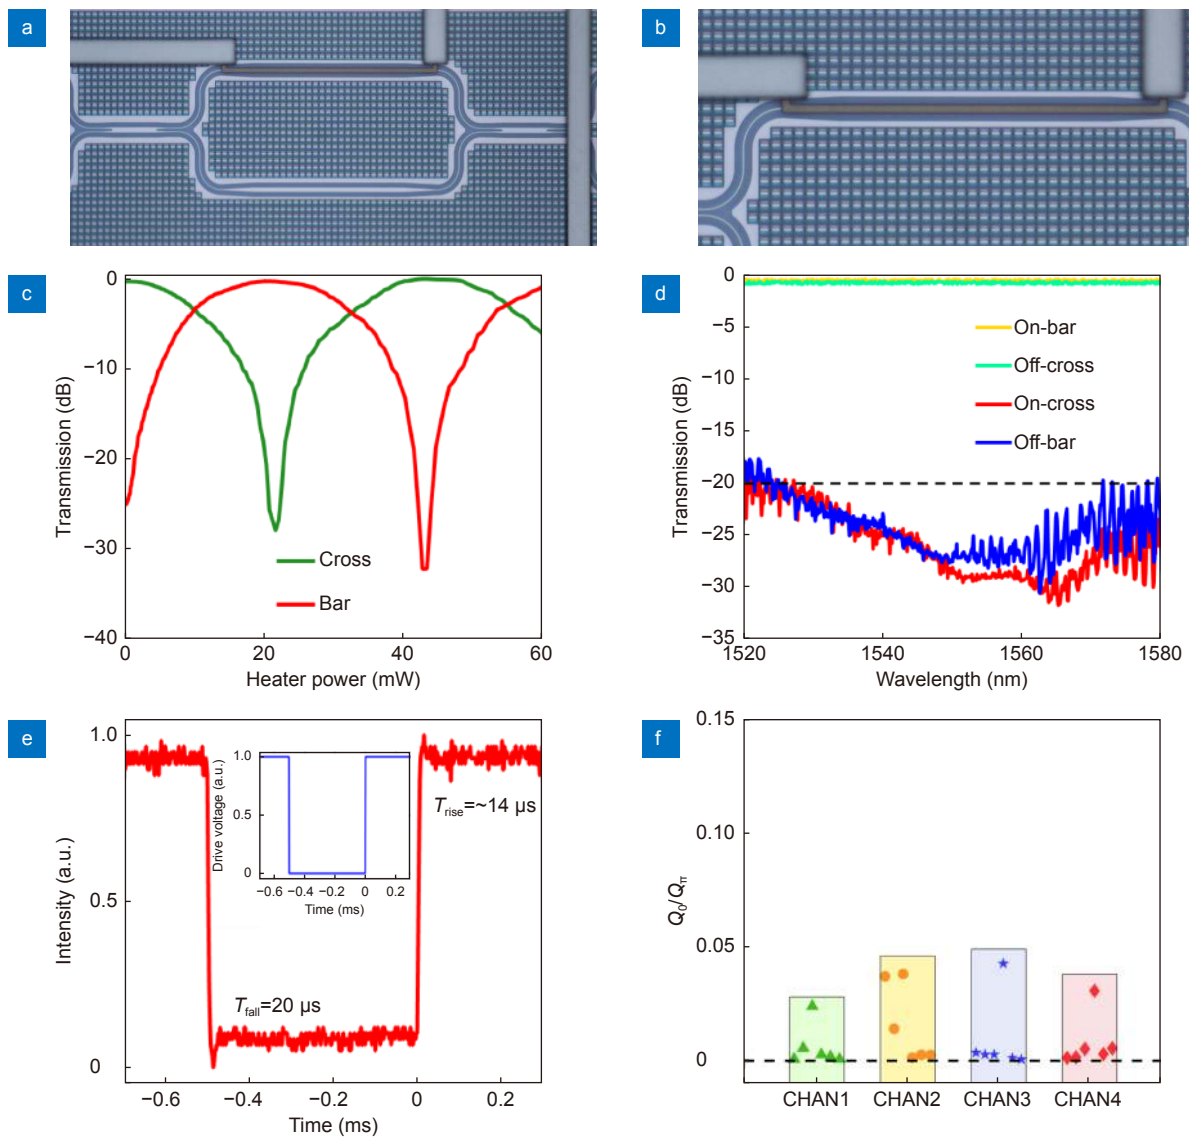 a
b
c
0
−10
−20
−30
−40
Transmission (dB)
Cross
Bar
0
20
40
60
Heater power (mW)
d
0
−5
−10
−15
−20
−25
−30
−35
Transmission (dB)
On-bar
Off-cross
On-cross
Off-bar
1520
1540
1560
1580
Wavelength (nm)
e
1.0
0.5
0
Intensity (a.u.)
1.0
0.5
0
Drive voltage (a.u.)
−0.6
−0.4
−0.2
0
0.2
Time (ms)
Trise=~14 μs
Tfall=20 μs
−0.6
−0.4
−0.2
0
0.2
Time (ms)
f
0.15
0.10
0.05
0
Q0/Qπ
CHAN1
CHAN2
CHAN3
CHAN4